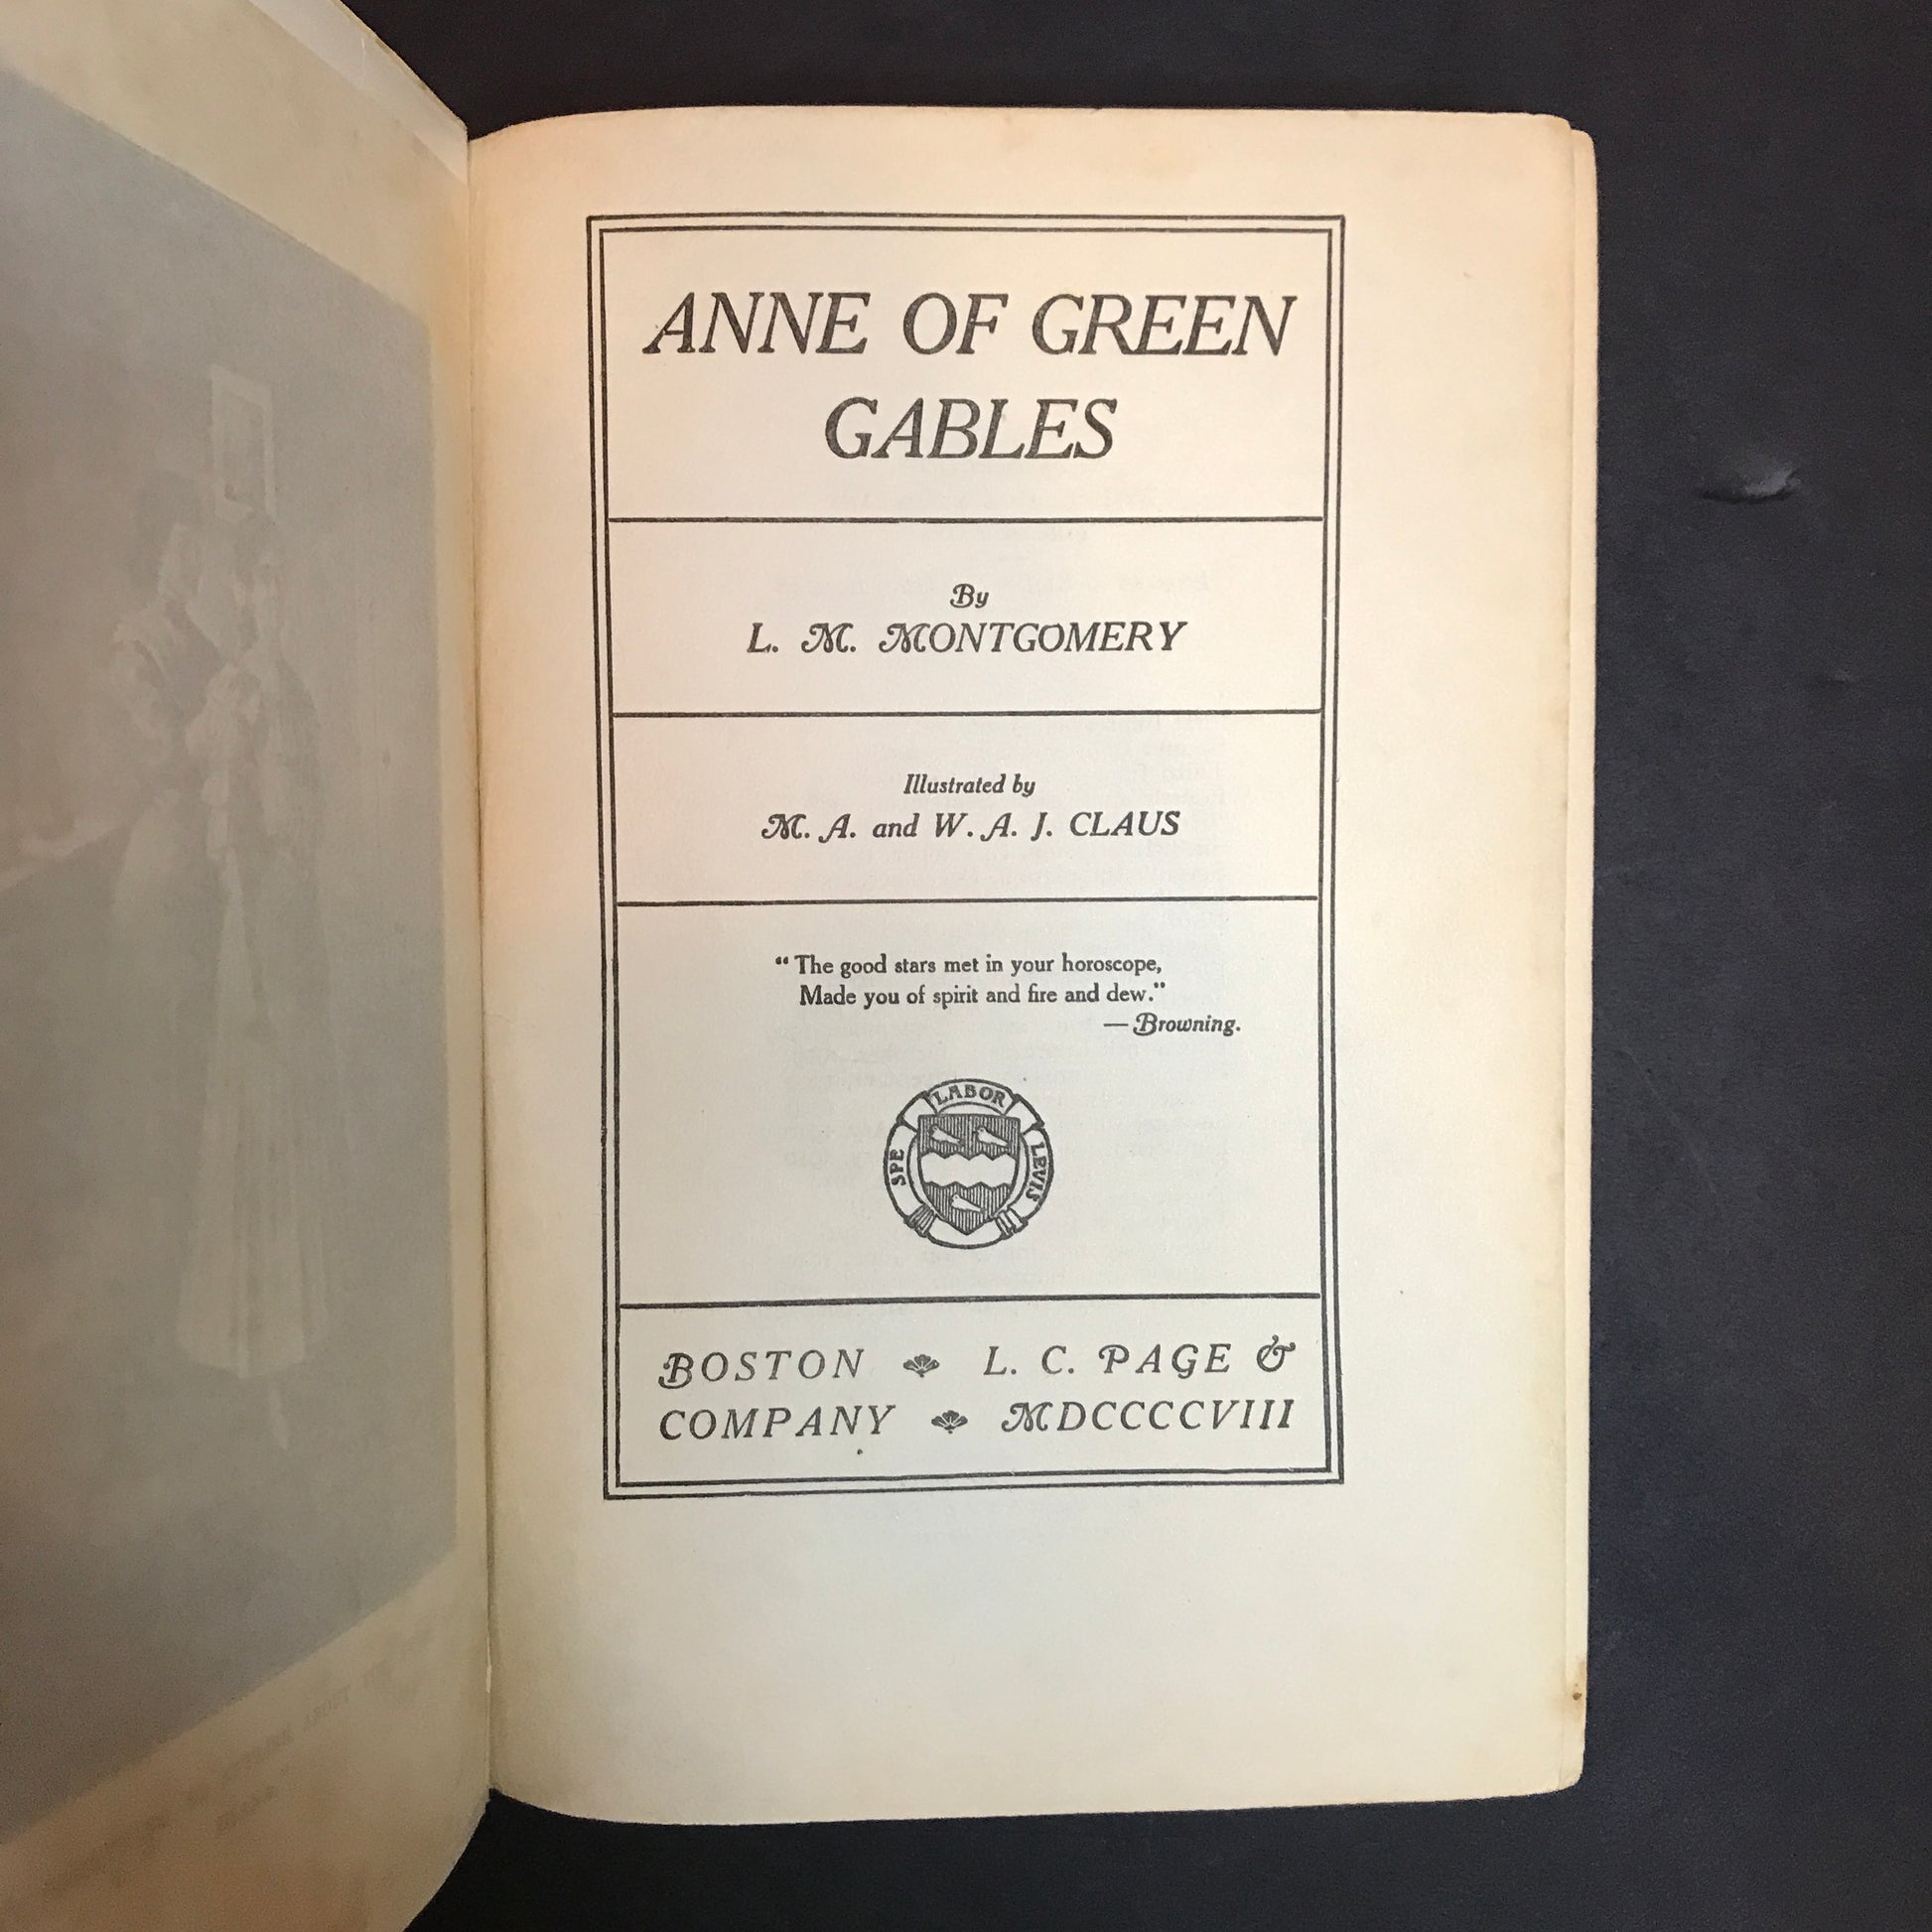 ANNE OF GREEN
GABLES
By
L. M. MONTGOMERY
Illustrated by
M. A. and W. A. J. CLAUS
“The good stars met in your horoscope,
Made you of spirit and fire and dew.”
— Browning.
SPE LABOR LEVIS
BOSTON L. C. PAGE &
COMPANY MDCCCCVIII